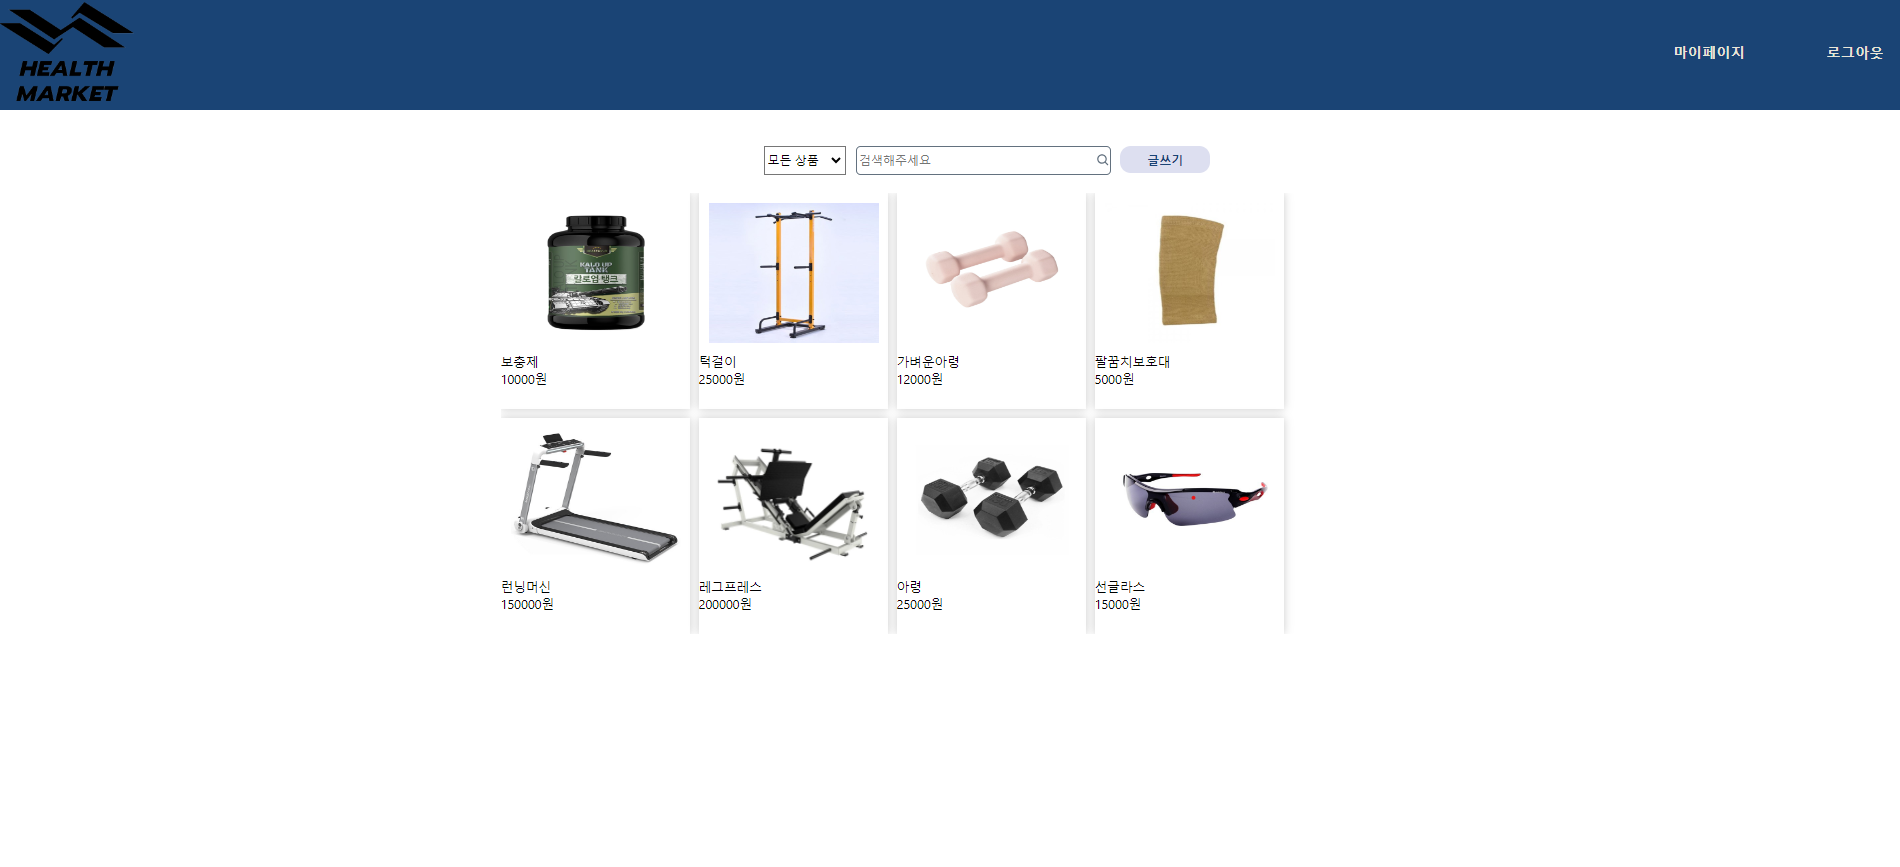 HEALTH
MARKET
마이페이지
로그아웃
모든 상품
검색해주세요
글쓰기
KALO UP
TANK
칼로업 탱크
보충제
10000원
턱걸이
25000원
가벼운아령
12000원
팔꿈치보호대
5000원
런닝머신
150000원
레그프레스
200000원
아령
25000원
선글라스
15000원